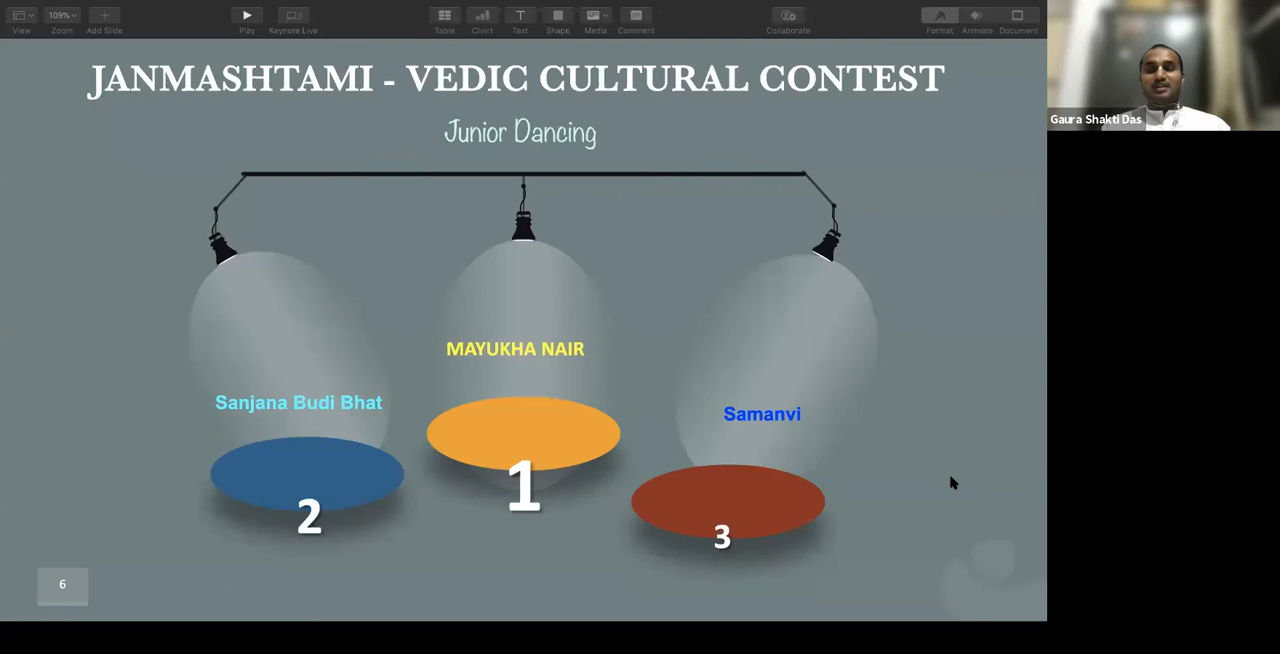 View
109%
Zoom
Add Slide
Play
Keynote Live
Table
Chart
Text
Shape
Media
Comment
Collaborate
Format
Animate
Document
JANMASHTAMI - VEDIC CULTURAL CONTEST
Junior Dancing
Gaura Shakti Das
MAYUKHA NAIR
Sanjana Budi Bhat
Samanvi
1
2
3
6